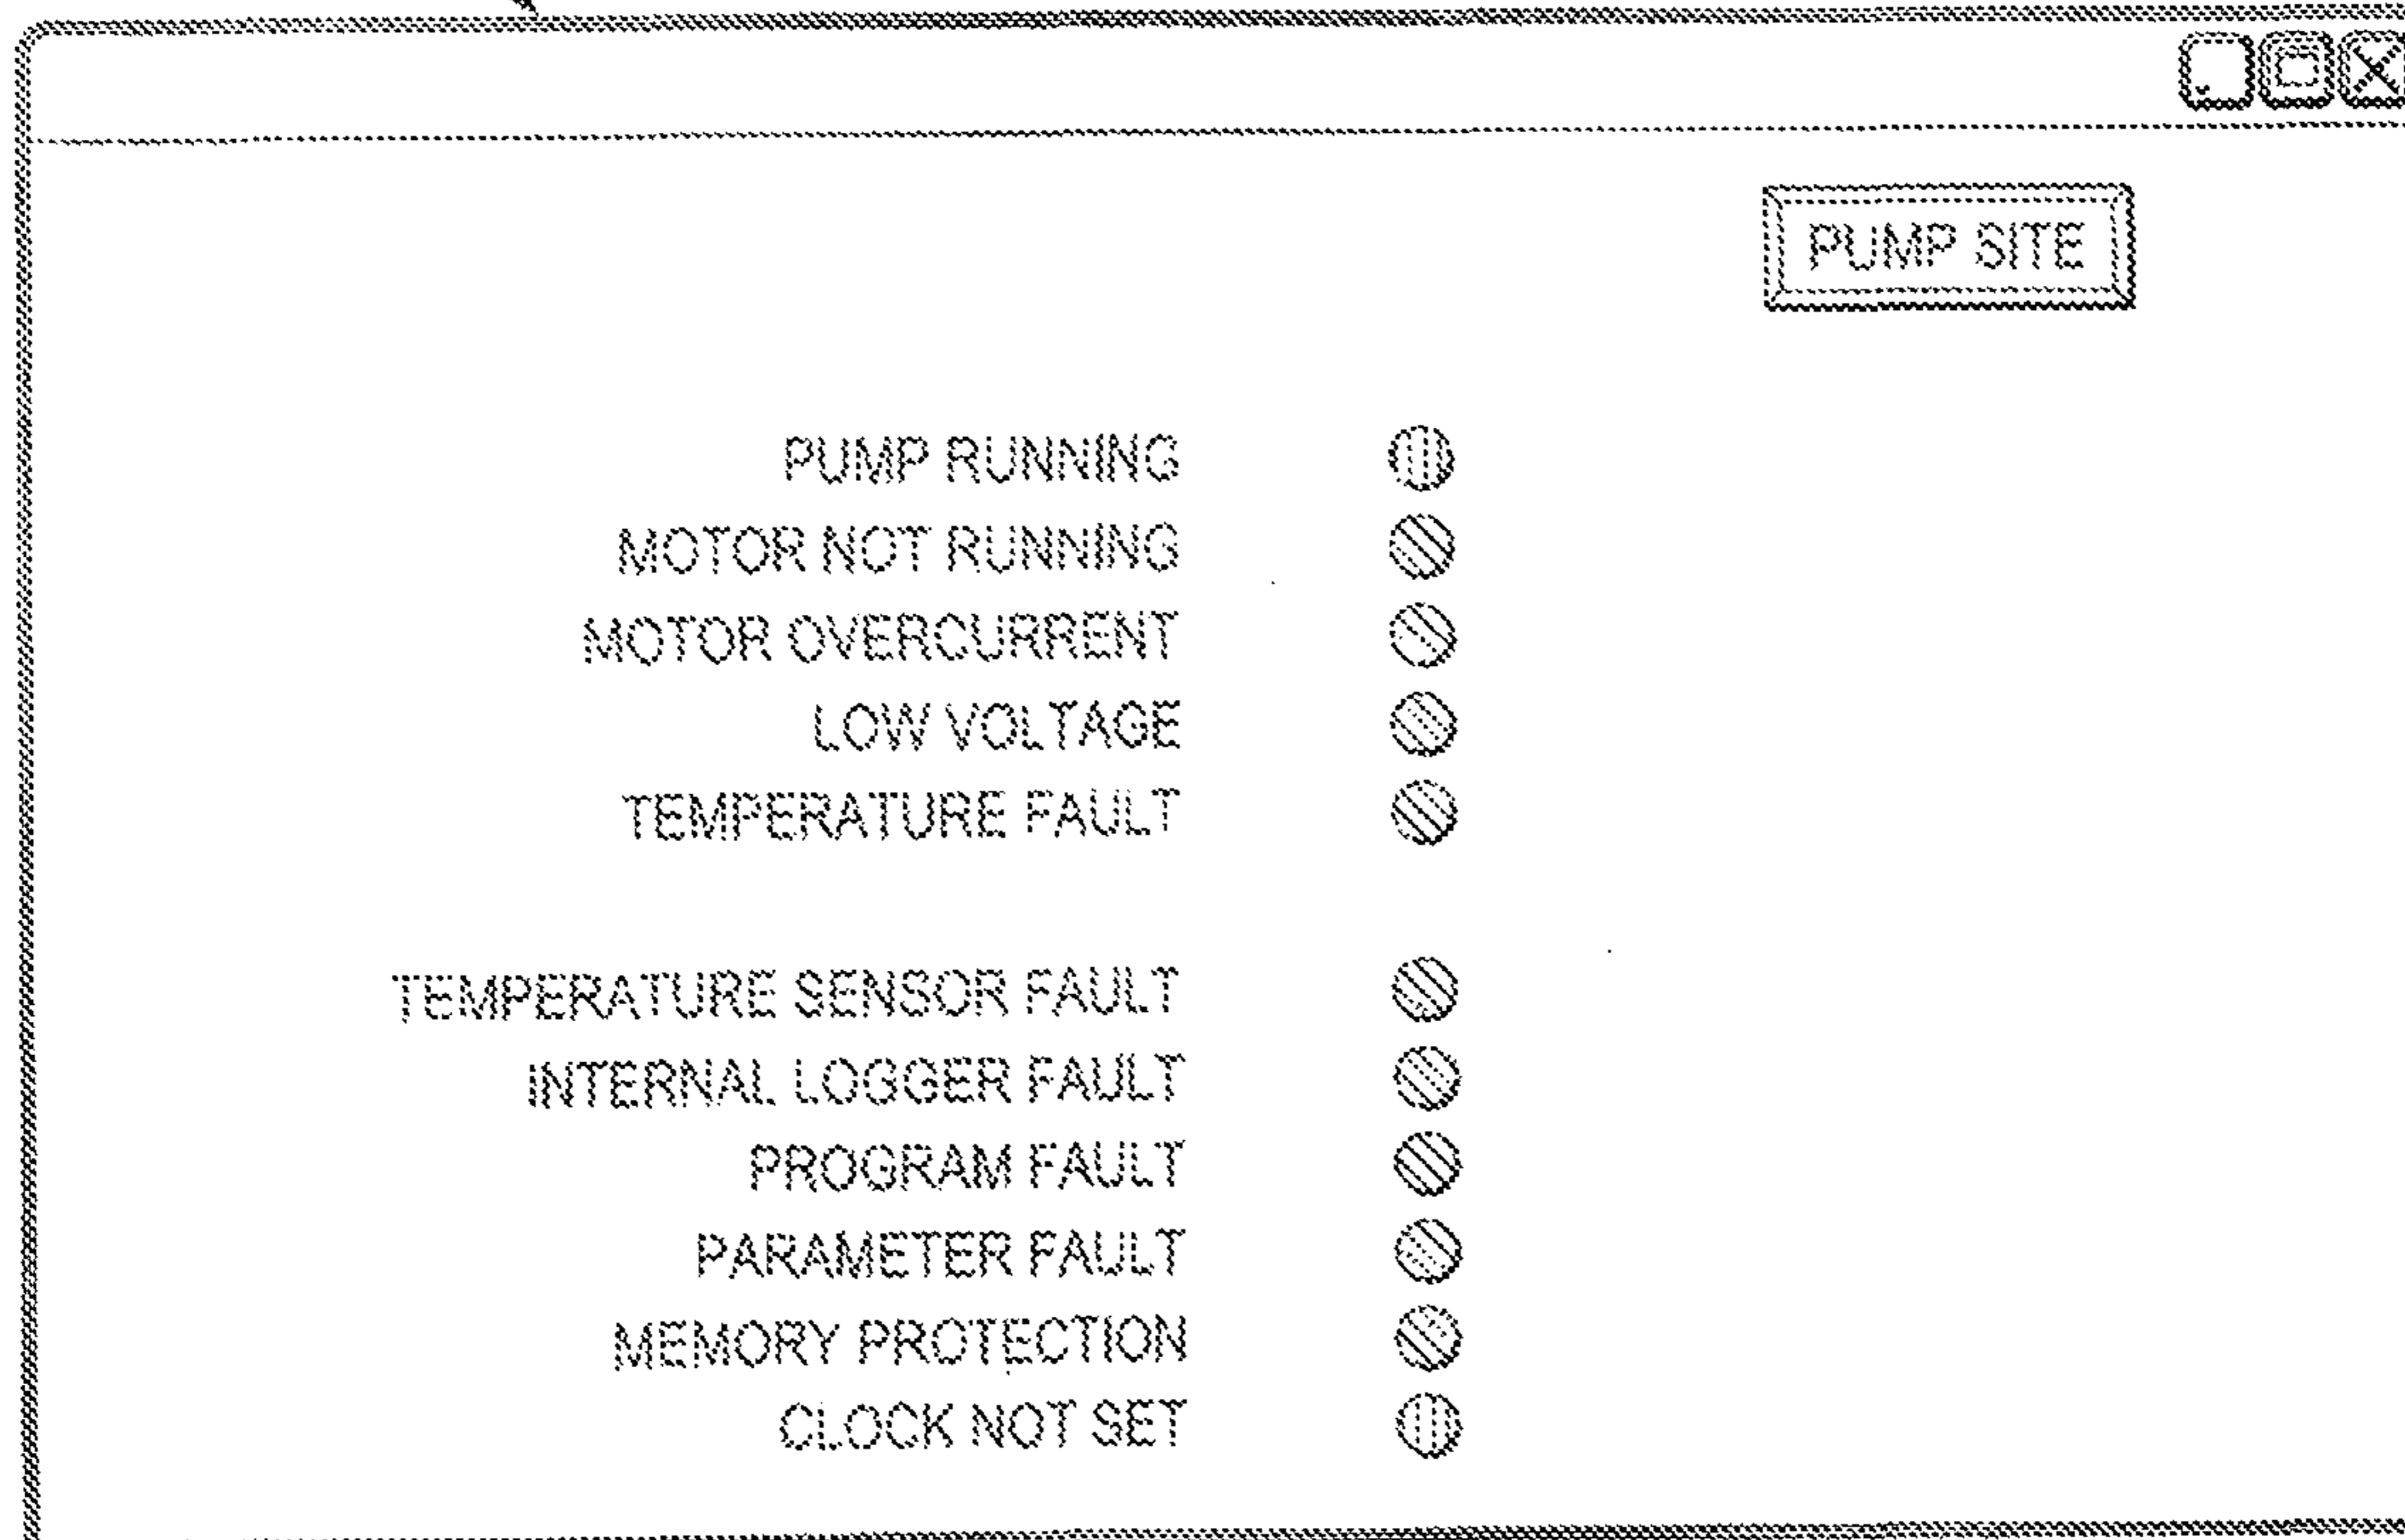 PUMP SITE
PUMP RUNNING
MOTOR NOT RUNNING
MOTOR OVERCURRENT
LOW VOLTAGE
TEMPERATURE FAULT
TEMPERATURE SENSOR FAULT
INTERNAL LOGGER FAULT
PROGRAM FAULT
PARAMETER FAULT
MEMORY PROTECTION
CLOCK NOT SET